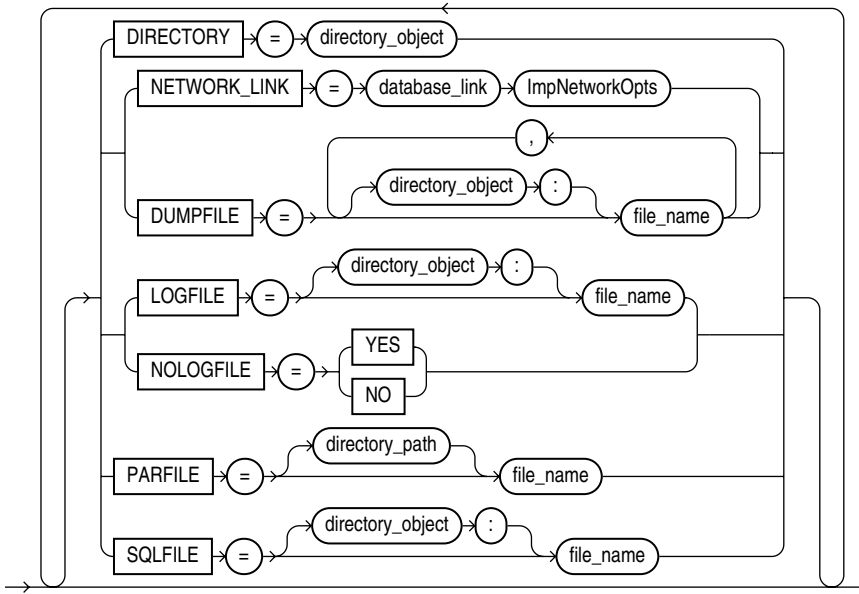 DIRECTORY = directory_object
NETWORK_LINK = database_link ImpNetworkOpts
,
directory_object :
DUMPFILE = file_name
directory_object :
LOGFILE = file_name
YES
NOLOGFILE =
NO
directory_path
PARFILE = file_name
directory_object :
SQLFILE = file_name